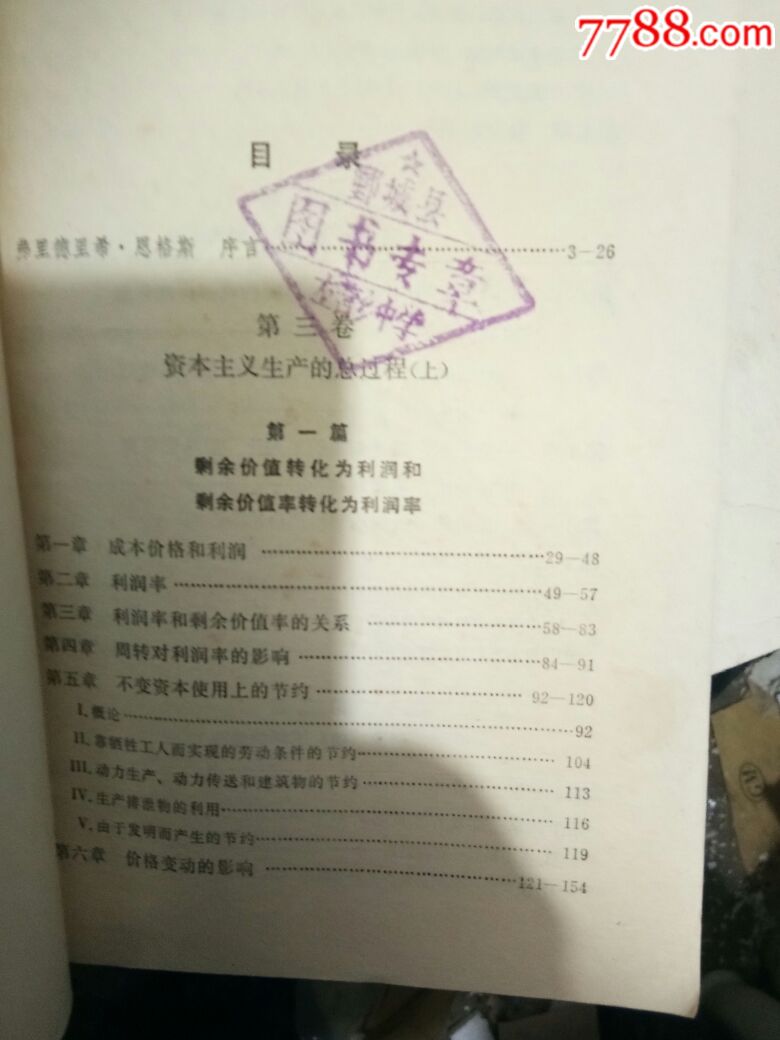 7788.com
目 录
图书专章
弗里德里希·恩格斯 序言……3—26
第三卷
资本主义生产的总过程(上)
第一篇
剩余价值转化为利润和
剩余价值率转化为利润率
第一章 成本价格和利润……29—48
第二章 利润率……49—57
第三章 利润率和剩余价值率的关系……58—83
第四章 周转对利润率的影响……84—91
第五章 不变资本使用上的节约……92—120
I.概论……92
II.靠牺牲工人而实现的劳动条件的节约……104
III.动力生产、动力传送和建筑物的节约……113
IV.生产排泄物的利用……116
V.由于发明而产生的节约……119
第六章 价格变动的影响……121—154